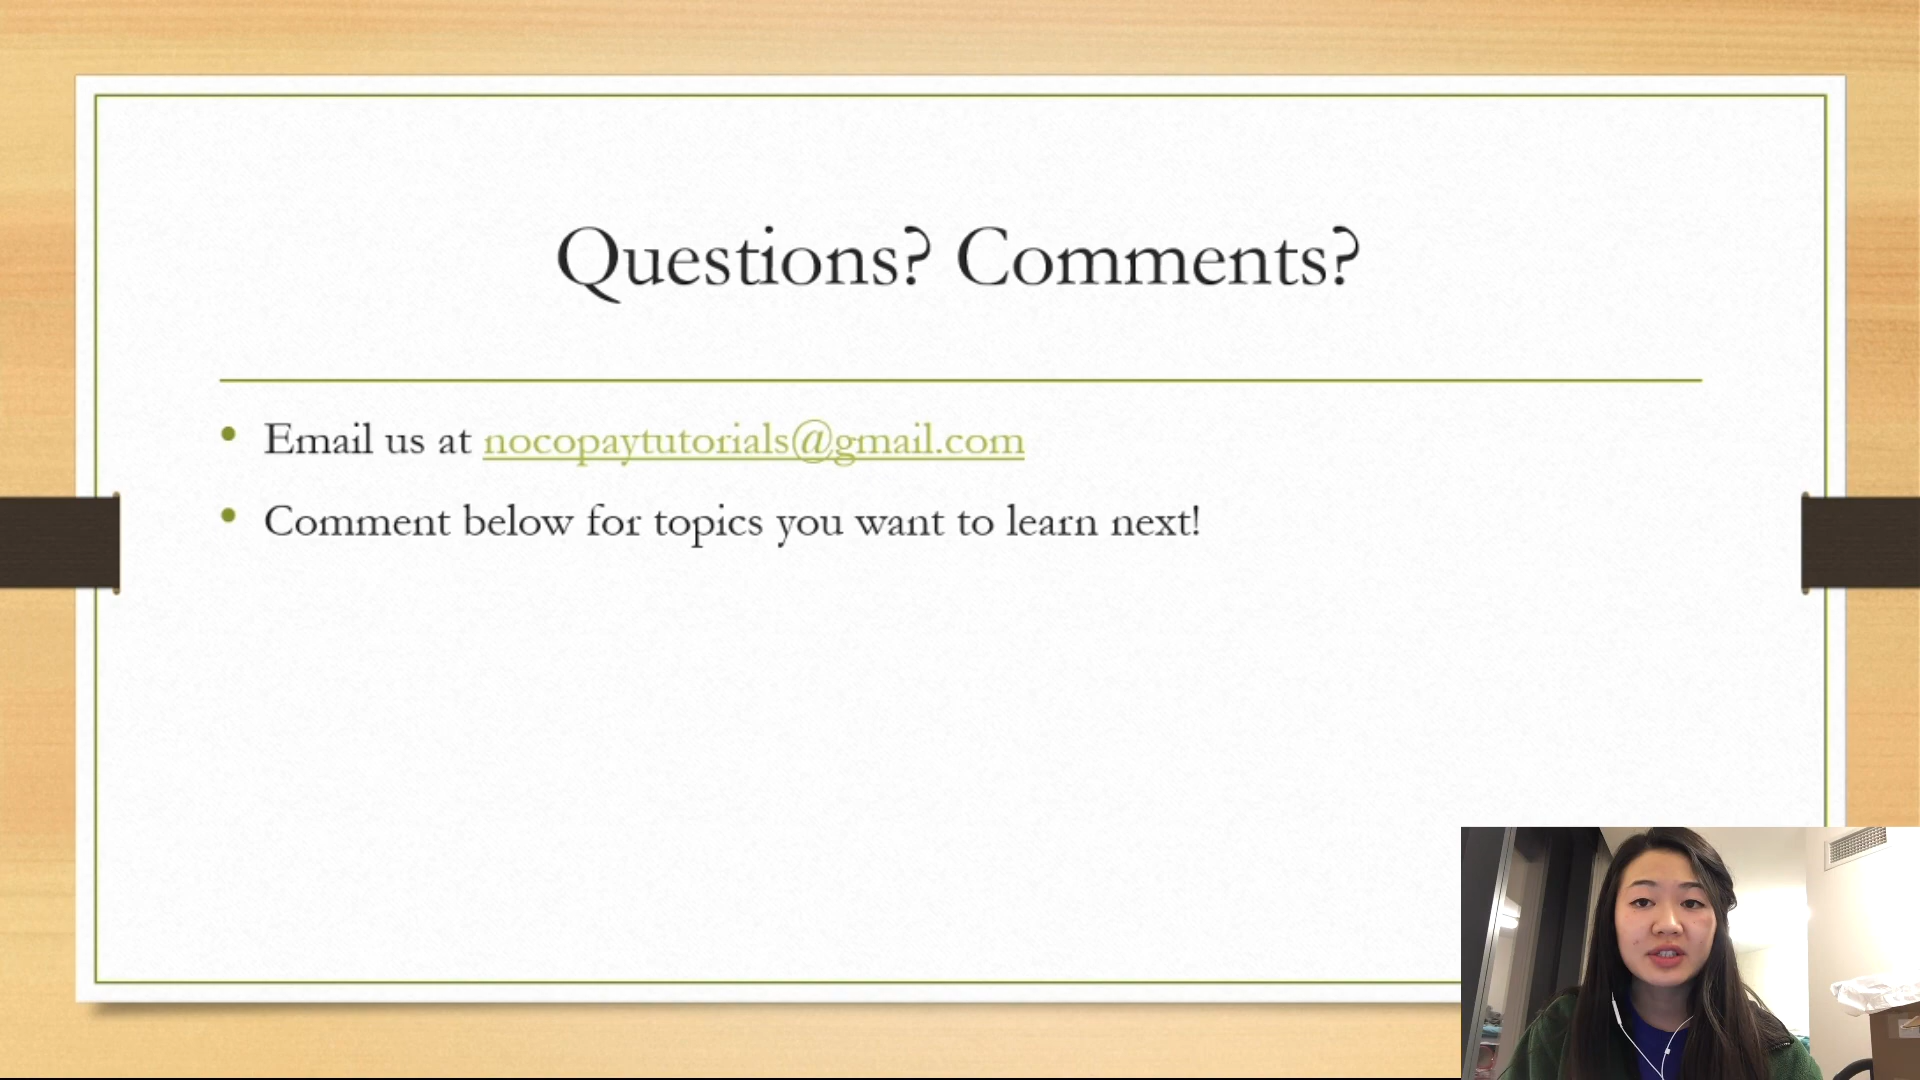 Questions? Comments?
Email us at nocopaytutorials@gmail.com
Comment below for topics you want to learn next!